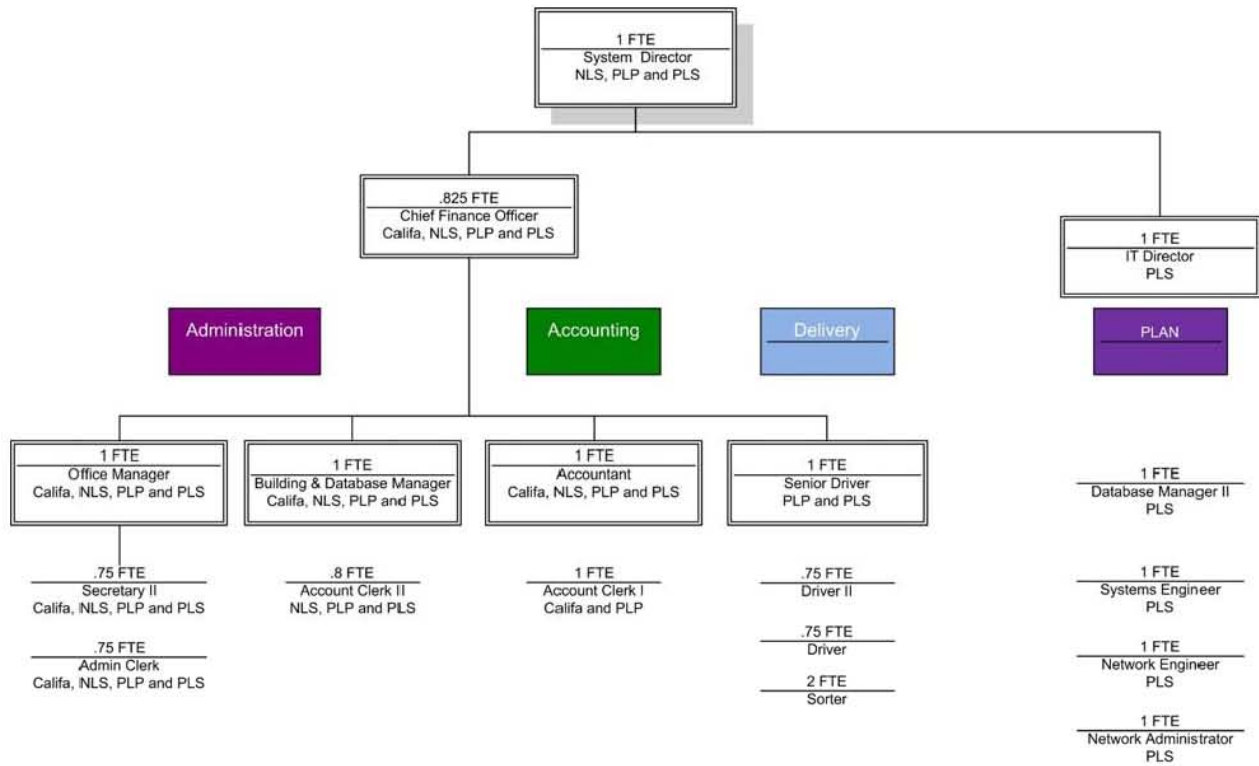 1 FTE
System Director
NLS, PLP and PLS
.825 FTE
Chief Finance Officer
Califa, NLS, PLP and PLS
1 FTE
IT Director
PLS
Administration
Accounting
Delivery
PLAN
1 FTE
Office Manager
Califa, NLS, PLP and PLS
1 FTE
Building & Database Manager
Califa, NLS, PLP and PLS
1 FTE
Accountant
Califa, NLS, PLP and PLS
1 FTE
Senior Driver
PLP and PLS
1 FTE
Database Manager II
PLS
.75 FTE
Secretary II
Califa, NLS, PLP and PLS
.8 FTE
Account Clerk II
NLS, PLP and PLS
1 FTE
Account Clerk I
Califa and PLP
.75 FTE
Driver II
1 FTE
Systems Engineer
PLS
.75 FTE
Admin Clerk
Califa, NLS, PLP and PLS
.75 FTE
Driver
2 FTE
Sorter
1 FTE
Network Engineer
PLS
1 FTE
Network Administrator
PLS